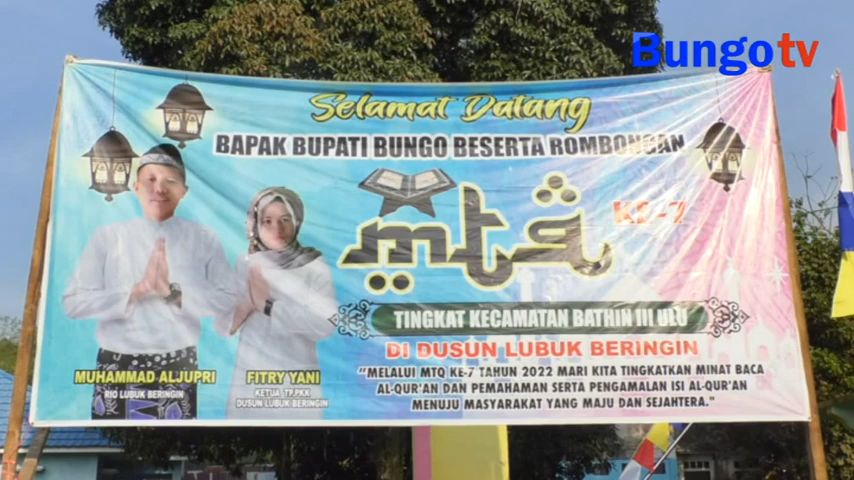 Bungotv
Selamat Datang
BAPAK BUPATI BUNGO BESERTA ROMBONGAN
mtq KE-7
TINGKAT KECAMATAN BATHIN III ULU
DI DUSUN LUBUK BERINGIN
"MELALUI MTQ KE-7 TAHUN 2022 MARI KITA TINGKATKAN MINAT BACA
AL-QUR'AN DAN PEMAHAMAN SERTA PENGAMALAN ISI AL-QUR'AN
MENUJU MASYARAKAT YANG MAJU DAN SEJAHTERA."
MUHAMMAD ALJUPRI
RIO LUBUK BERINGIN
FITRY YANI
KETUA TP.PKK
DUSUN LUBUK BERINGIN